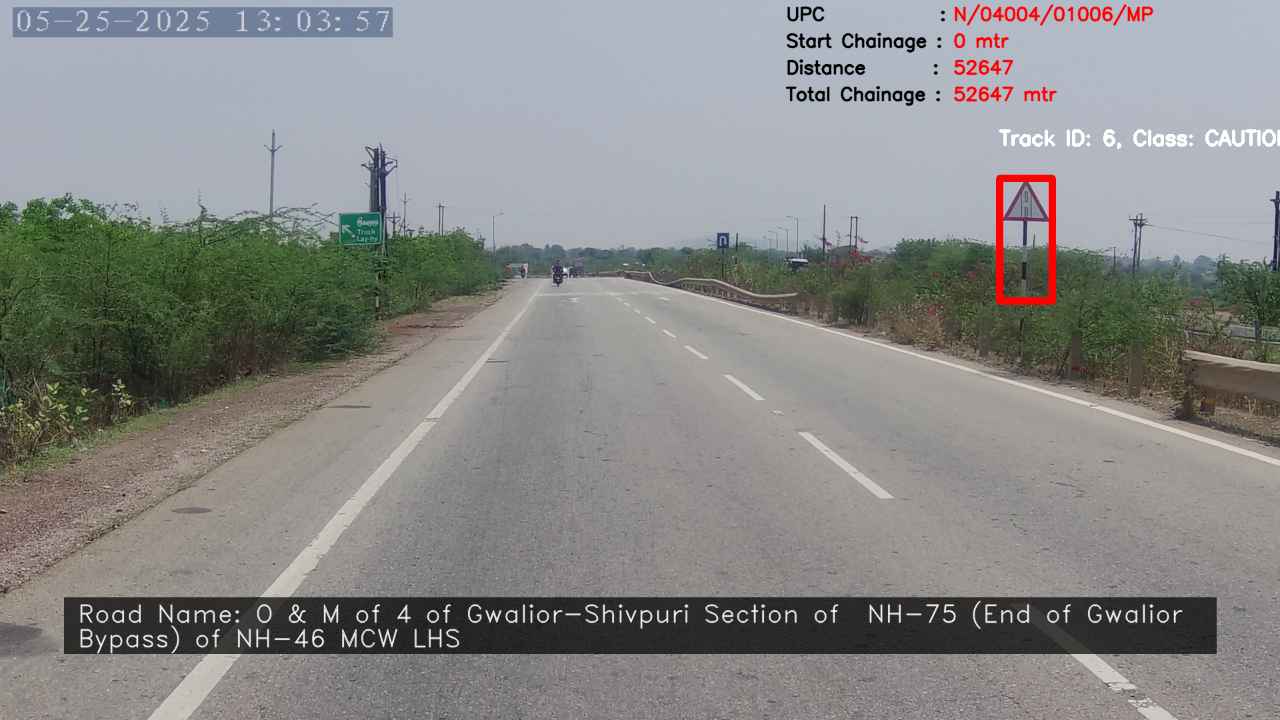 05-25-2025 13:03:57
UPC : N/04004/01006/MP
Start Chainage : 0 mtr
Distance : 52647
Total Chainage : 52647 mtr
Track ID: 6, Class: CAUTIO
Truck
Lay-by
Road Name: O & M of 4 of Gwalior-Shivpuri Section of NH-75 (End of Gwalior
Bypass) of NH-46 MCW LHS